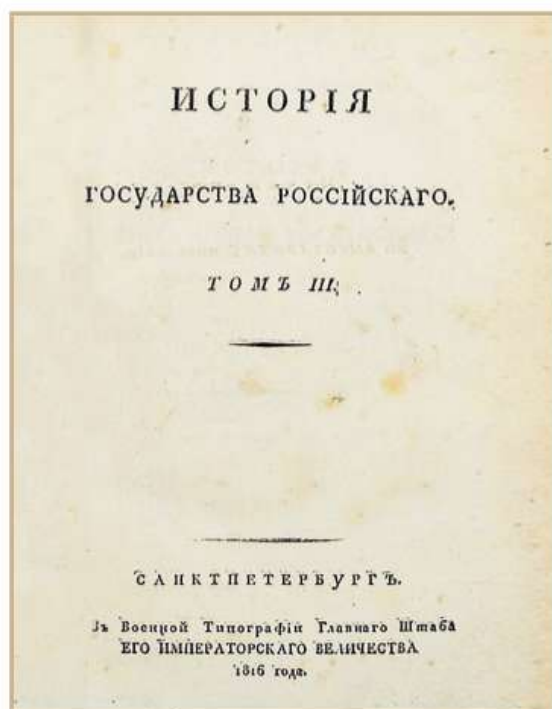 ИСТОРІЯ
ГОСУДАРСТВА РОССІЙСКАГО.
ТОМЪ III.
САНКТПЕТЕРБУРГЪ.
Въ Военной Типографіи Главнаго Штаба
ЕГО ИМПЕРАТОРСКАГО ВЕЛИЧЕСТВА
1816 года.